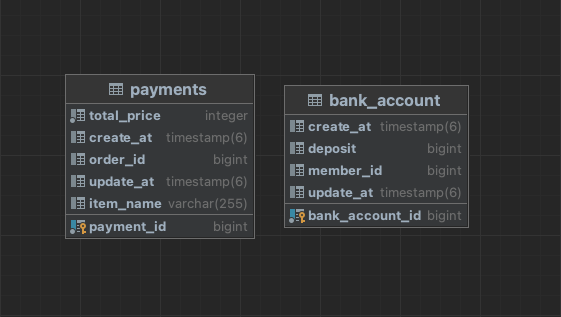 payments
total_price integer
create_at timestamp(6)
order_id bigint
update_at timestamp(6)
item_name varchar(255)
payment_id bigint
bank_account
create_at timestamp(6)
deposit bigint
member_id bigint
update_at timestamp(6)
bank_account_id bigint